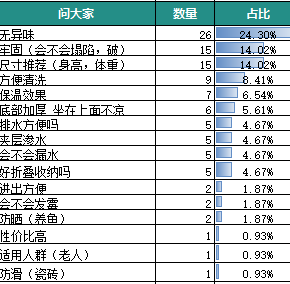 问大家 数量 占比
无异味 26 24.30%
牢固（会不会塌陷，破） 15 14.02%
尺寸推荐（身高，体重） 15 14.02%
方便清洗 9 8.41%
保温效果 7 6.54%
底部加厚 坐在上面不凉 6 5.61%
排水方便吗 5 4.67%
夹层渗水 5 4.67%
会不会漏水 5 4.67%
好折叠收纳吗 5 4.67%
进出方便 2 1.87%
会不会发霉 2 1.87%
防晒（养鱼） 2 1.87%
性价比高 1 0.93%
适用人群（老人） 1 0.93%
防滑（瓷砖） 1 0.93%